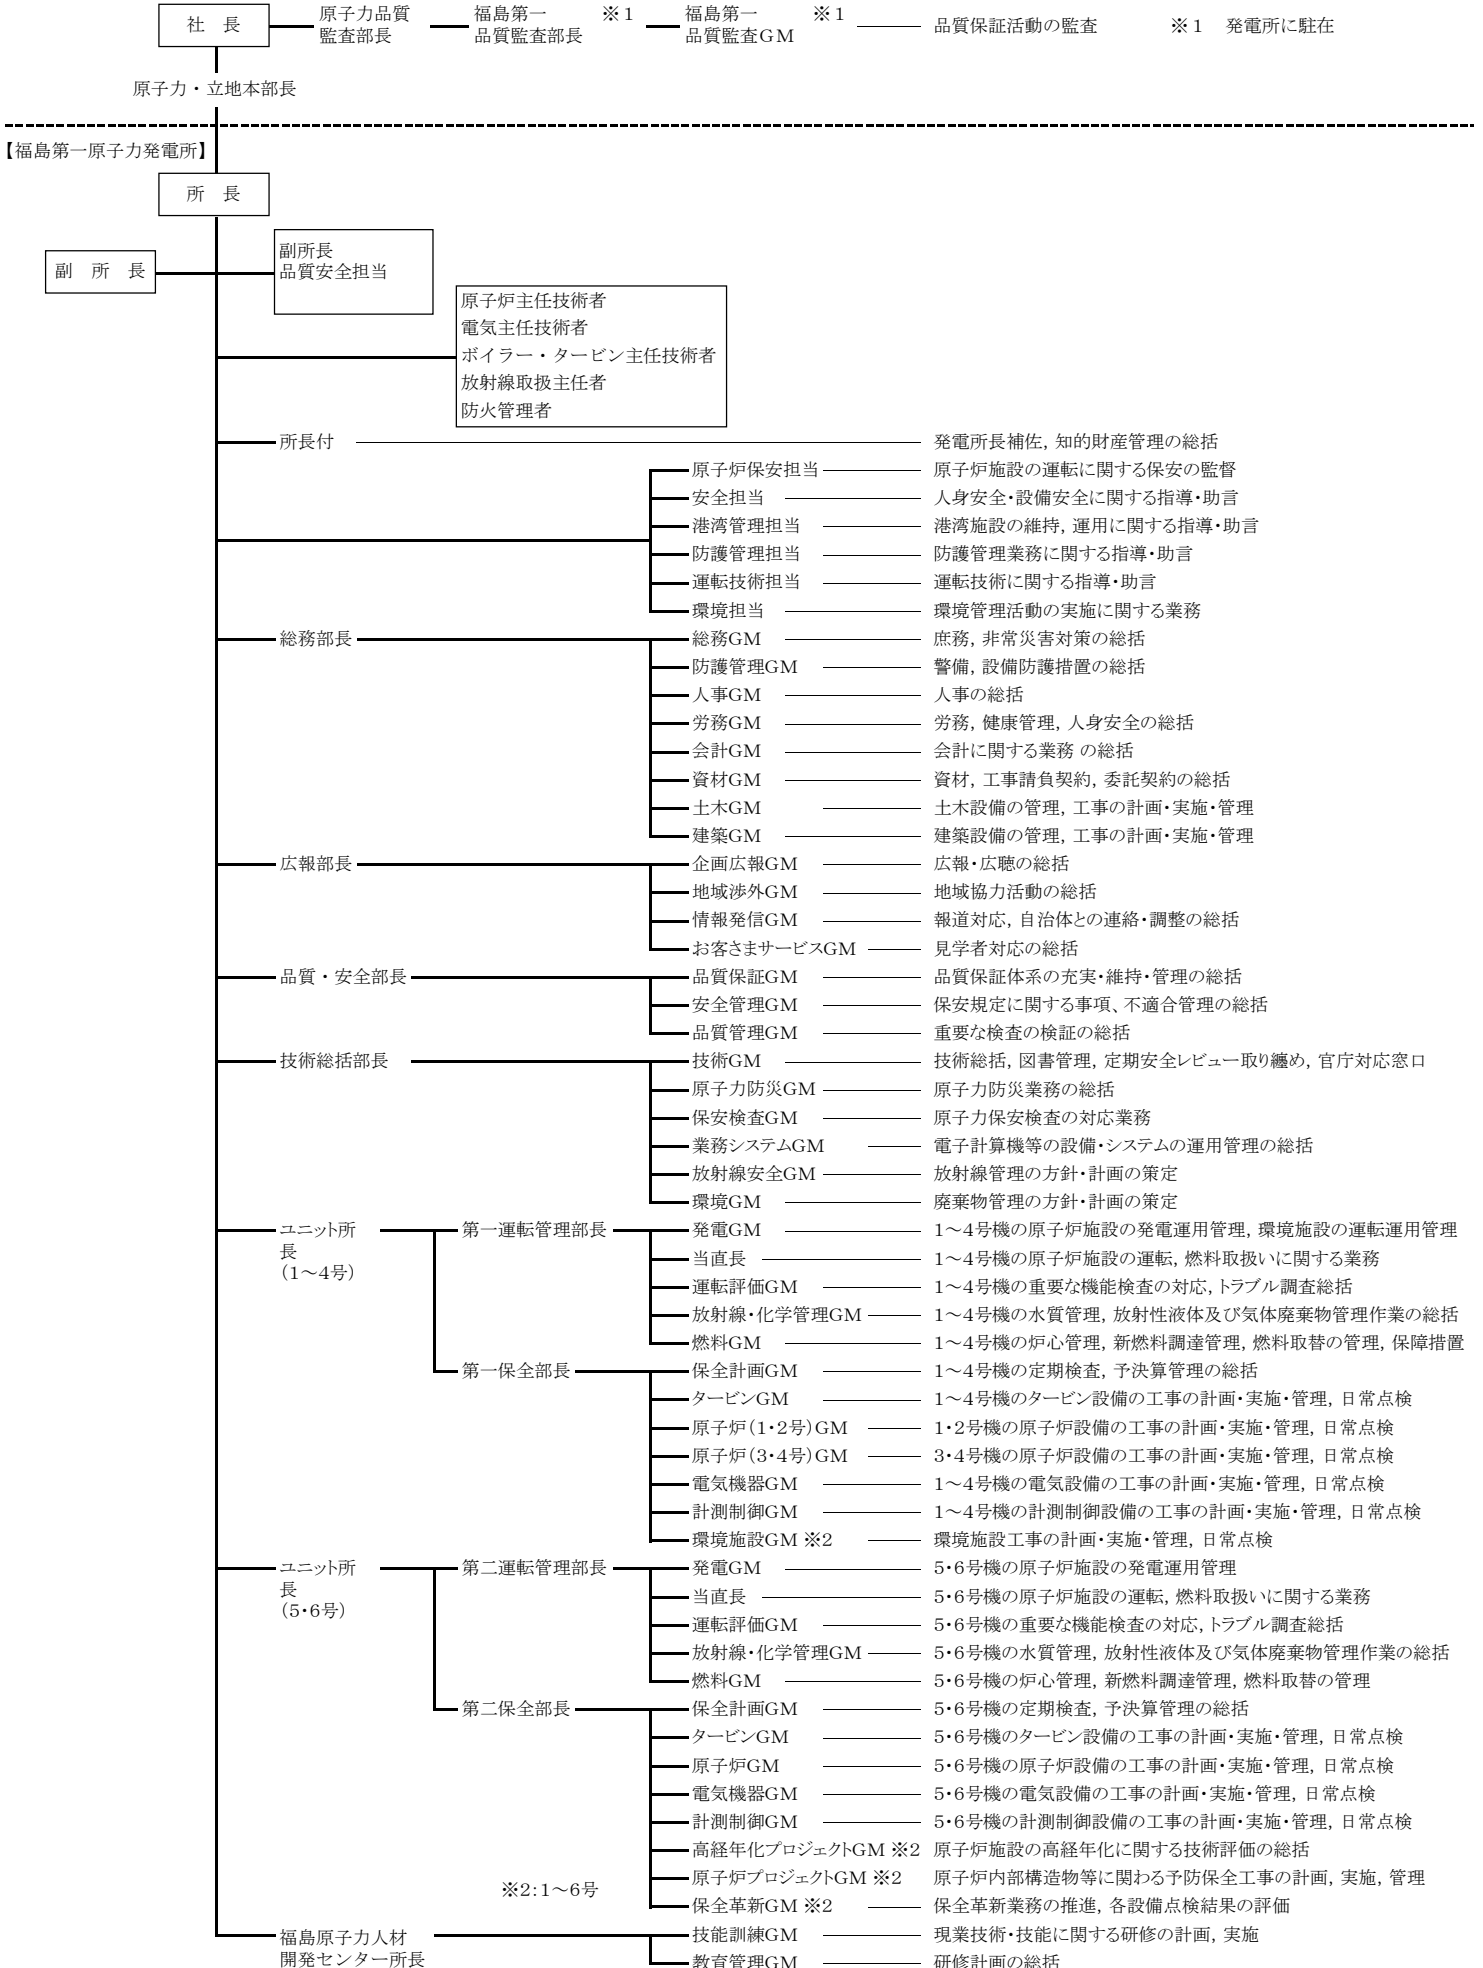 社　長　原子力品質　福島第一　※１　福島第一　※１　品質保証活動の監査　※１　発電所に駐在
監査部長　品質監査部長　品質監査ＧＭ
原子力・立地本部長
【福島第一原子力発電所】
所　長
副　所　長
副所長
品質安全担当
原子炉主任技術者
電気主任技術者
ボイラー・タービン主任技術者
放射線取扱主任者
防火管理者
所長付　発電所長補佐, 知的財産管理の総括
原子炉保安担当　原子炉施設の運転に関する保安の監督
安全担当　人身安全・設備安全に関する指導・助言
港湾管理担当　港湾施設の維持, 運用に関する指導・助言
防護管理担当　防護管理業務に関する指導・助言
運転技術担当　運転技術に関する指導・助言
環境担当　環境管理活動の実施に関する業務
総務部長　総務GM　庶務, 非常災害対策の総括
防護管理GM　警備, 設備防護措置の総括
人事GM　人事の総括
労務GM　労務, 健康管理, 人身安全の総括
会計GM　会計に関する業務 の総括
資材GM　資材, 工事請負契約, 委託契約の総括
土木GM　土木設備の管理, 工事の計画・実施・管理
建築GM　建築設備の管理, 工事の計画・実施・管理
広報部長　企画広報GM　広報・広聴の総括
地域渉外GM　地域協力活動の総括
情報発信GM　報道対応, 自治体との連絡・調整の総括
お客さまサービスGM　見学者対応の総括
品質・安全部長　品質保証GM　品質保証体系の充実・維持・管理の総括
安全管理GM　保安規定に関する事項、不適合管理の総括
品質管理GM　重要な検査の検証の総括
技術総括部長　技術GM　技術総括, 図書管理, 定期安全レビュー取り纏め, 官庁対応窓口
原子力防災GM　原子力防災業務の総括
保安検査GM　原子力保安検査の対応業務
業務システムGM　電子計算機等の設備・システムの運用管理の総括
放射線安全GM　放射線管理の方針・計画の策定
環境GM　廃棄物管理の方針・計画の策定
ユニット所　第一運転管理部長　発電GM　1～4号機の原子炉施設の発電運用管理, 環境施設の運転運用管理
長　当直長　1～4号機の原子炉施設の運転, 燃料取扱いに関する業務
（1～4号）　運転評価GM　1～4号機の重要な機能検査の対応, トラブル調査総括
放射線・化学管理GM　1～4号機の水質管理, 放射性液体及び気体廃棄物管理作業の総括
燃料GM　1～4号機の炉心管理, 新燃料調達管理, 燃料取替の管理, 保障措置
第一保全部長　保全計画GM　1～4号機の定期検査, 予決算管理の総括
タービンGM　1～4号機のタービン設備の工事の計画・実施・管理, 日常点検
原子炉（1・2号）GM　1・2号機の原子炉設備の工事の計画・実施・管理, 日常点検
原子炉（3・4号）GM　3・4号機の原子炉設備の工事の計画・実施・管理, 日常点検
電気機器GM　1～4号機の電気設備の工事の計画・実施・管理, 日常点検
計測制御GM　1～4号機の計測制御設備の工事の計画・実施・管理, 日常点検
環境施設GM ※2　環境施設工事の計画・実施・管理, 日常点検
ユニット所　第二運転管理部長　発電GM　5・6号機の原子炉施設の発電運用管理
長　当直長　5・6号機の原子炉施設の運転, 燃料取扱いに関する業務
（5・6号）　運転評価GM　5・6号機の重要な機能検査の対応, トラブル調査総括
放射線・化学管理GM　5・6号機の水質管理, 放射性液体及び気体廃棄物管理作業の総括
燃料GM　5・6号機の炉心管理, 新燃料調達管理, 燃料取替の管理
第二保全部長　保全計画GM　5・6号機の定期検査, 予決算管理の総括
タービンGM　5・6号機のタービン設備の工事の計画・実施・管理, 日常点検
原子炉GM　5・6号機の原子炉設備の工事の計画・実施・管理, 日常点検
電気機器GM　5・6号機の電気設備の工事の計画・実施・管理, 日常点検
計測制御GM　5・6号機の計測制御設備の工事の計画・実施・管理, 日常点検
高経年化プロジェクトGM ※2　原子炉施設の高経年化に関する技術評価の総括
原子炉プロジェクトGM ※2　原子炉内部構造物等に関わる予防保全工事の計画, 実施, 管理
※2：1～6号
保全革新GM ※2　保全革新業務の推進, 各設備点検結果の評価
福島原子力人材　技能訓練GM　現業技術・技能に関する研修の計画, 実施
開発センター所長　教育管理GM　研修計画の総括